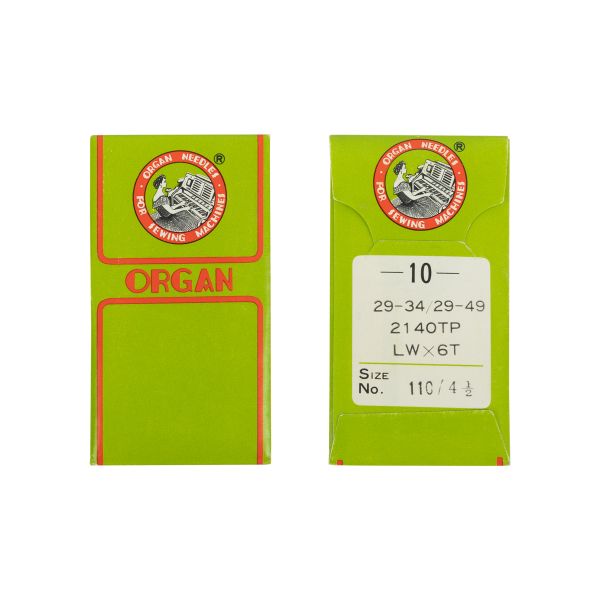 ORGAN NEEDLES
FOR SEWING MACHINES
®
ORGAN
ORGAN NEEDLES
FOR SEWING MACHINES
®
—10—
29-34/29-49
2140TP
LW×6T
SIZE
No. 110/4 ½